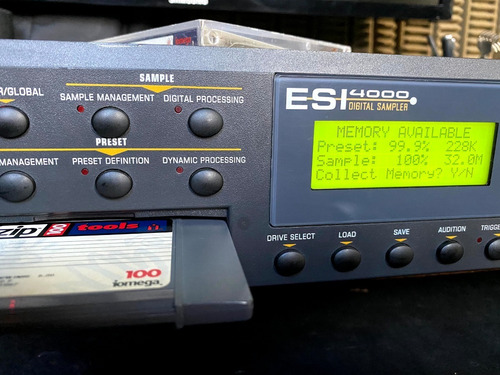 SAMPLE
R/GLOBAL
SAMPLE MANAGEMENT
DIGITAL PROCESSING
PRESET
MANAGEMENT
PRESET DEFINITION
DYNAMIC PROCESSING
ESI 4000
DIGITAL SAMPLER
MEMORY AVAILABLE
Preset: 99.9% 228K
Sample: 100% 32.0M
Collect Memory? Y/N
DRIVE SELECT
LOAD
SAVE
AUDITION
TRIGGE
zip tools
100
iomega